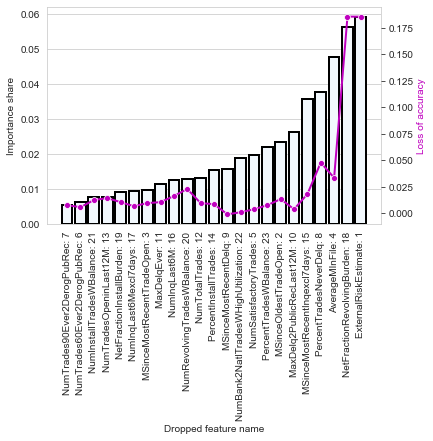 0.06
0.05
0.04
0.03
0.02
0.01
0.00
Importance share
0.175
0.150
0.125
0.100
0.075
0.050
0.025
0.000
Loss of accuracy
NumTrades90Ever2DerogPubRec: 7
NumTrades60Ever2DerogPubRec: 6
NumInstallTradesWBalance: 21
NumTradesOpeninLast12M: 13
NetFractionInstallBurden: 19
NumInqLast6Mexcl7days: 17
MSinceMostRecentTradeOpen: 3
MaxDelqEver: 11
NumInqLast6M: 16
NumRevolvingTradesWBalance: 20
NumTotalTrades: 12
PercentInstallTrades: 14
MSinceMostRecentDelq: 9
NumBank2NatlTradesWHighUtilization: 22
NumSatisfactoryTrades: 5
PercentTradesWBalance: 23
MSinceOldestTradeOpen: 2
MaxDelq2PublicRecLast12M: 10
MSinceMostRecentInqexcl7days: 15
PercentTradesNeverDelq: 8
AverageMInFile: 4
NetFractionRevolvingBurden: 18
ExternalRiskEstimate: 1
Dropped feature name